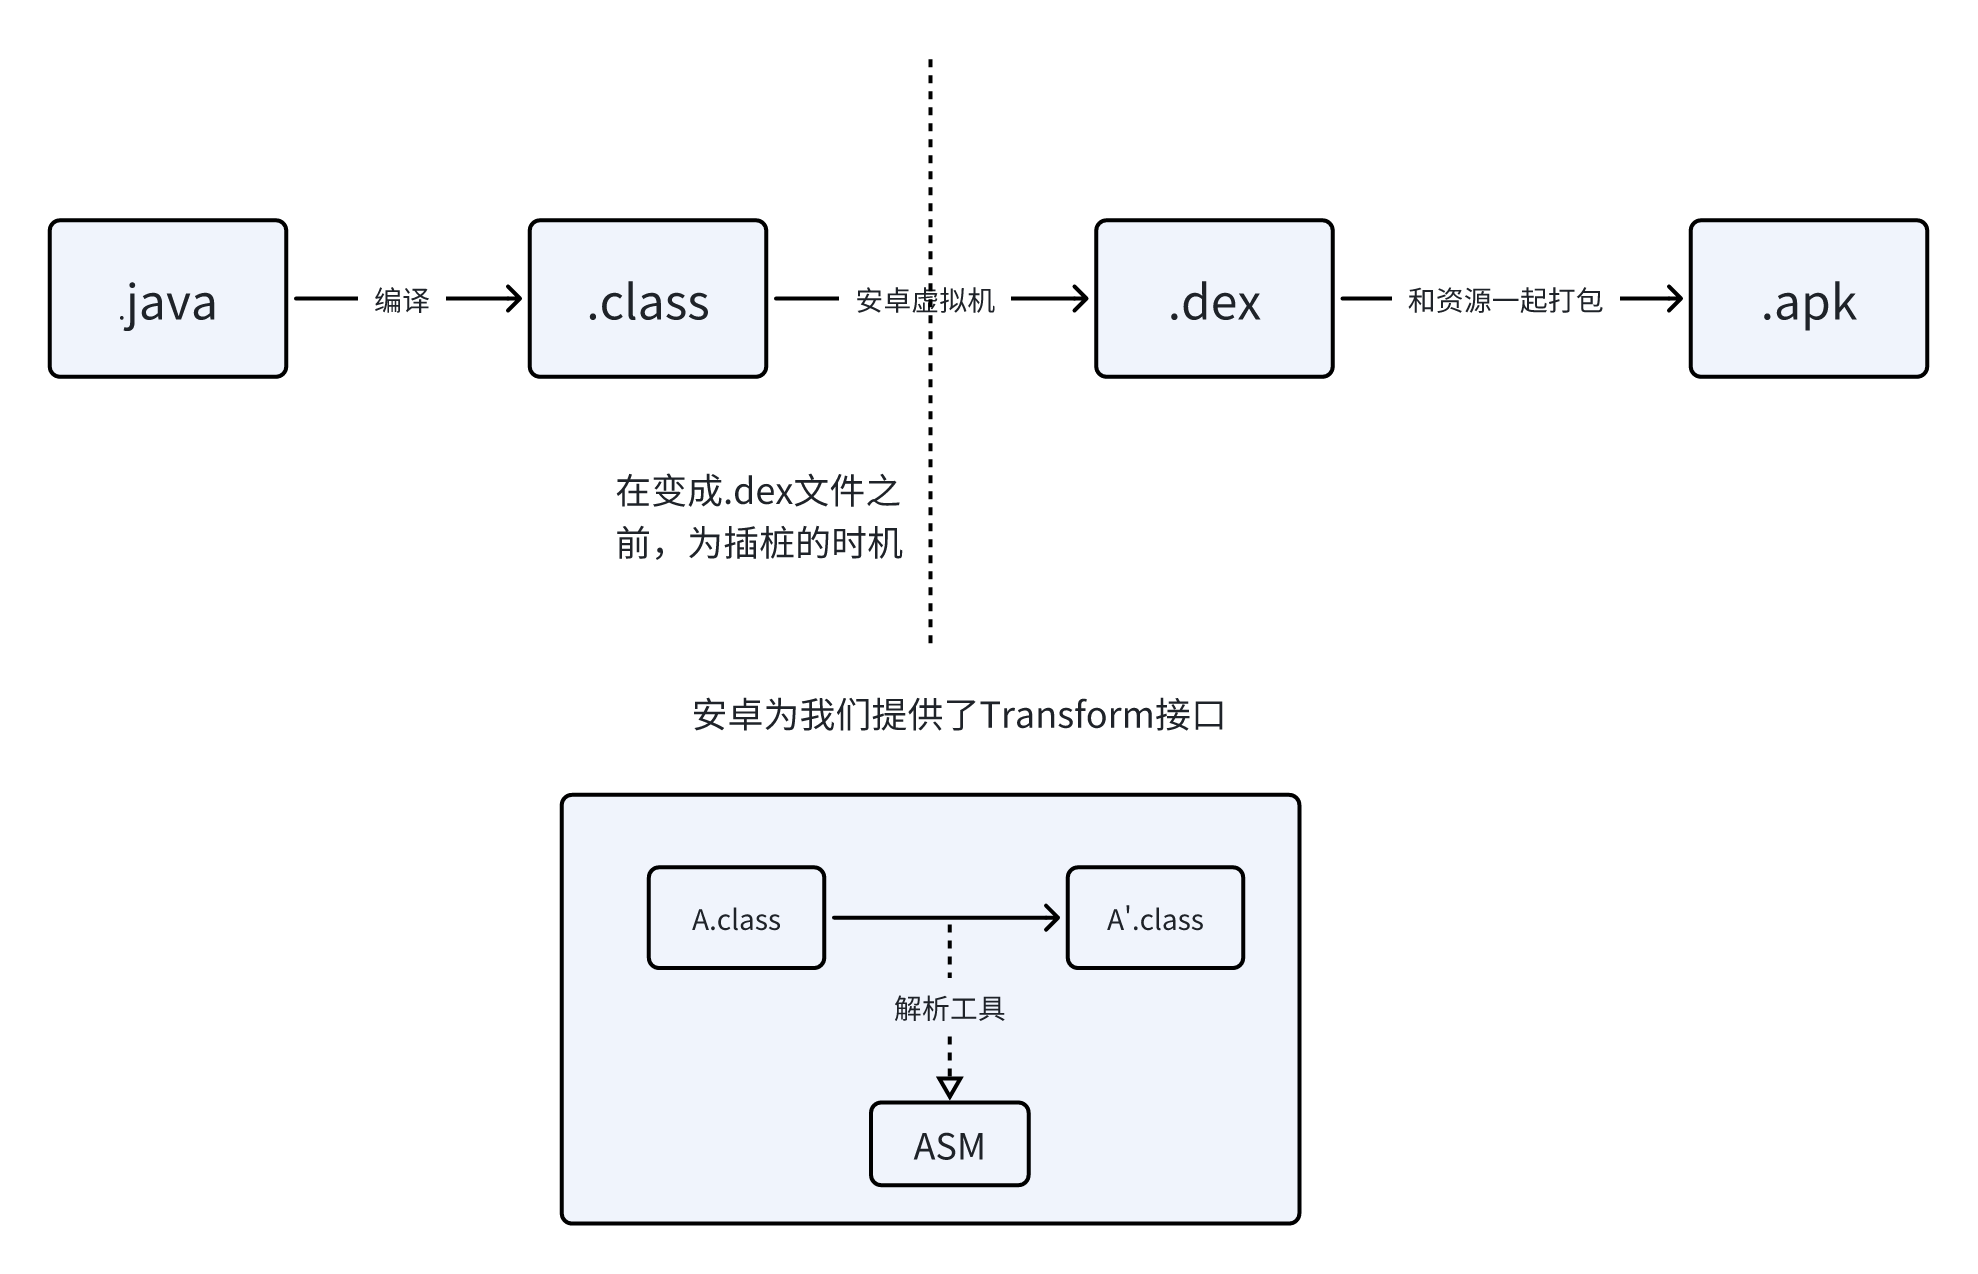 .java
编译
.class
安卓虚拟机
.dex
和资源一起打包
.apk
在变成.dex文件之
前，为插桩的时机
安卓为我们提供了Transform接口
A.class
A'.class
解析工具
ASM